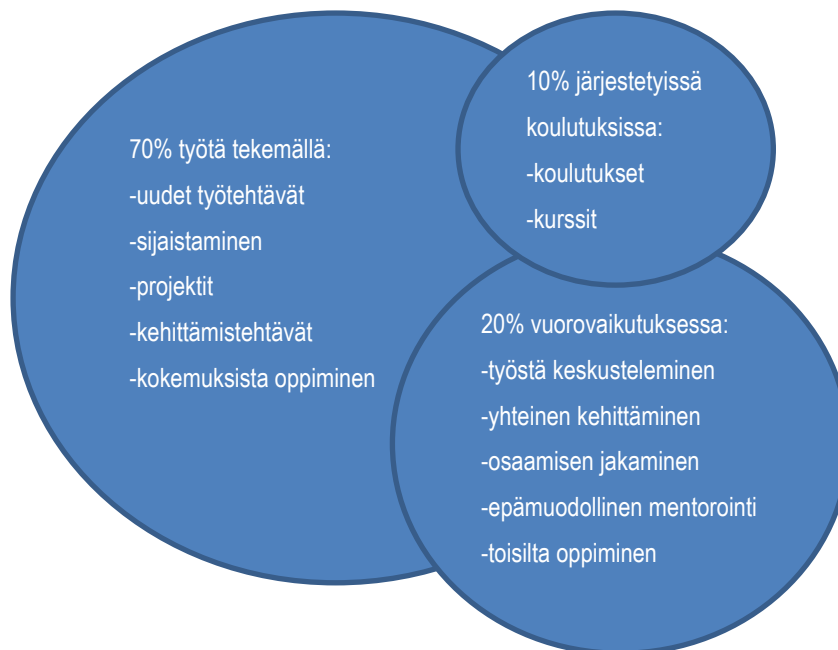 70% työtä tekemällä:
-uudet työtehtävät
-sijaistaminen
-projektit
-kehittämistehtävät
-kokemuksista oppiminen
10% järjestetyissä
koulutuksissa:
-koulutukset
-kurssit
20% vuorovaikutuksessa:
-työstä keskusteleminen
-yhteinen kehittäminen
-osaamisen jakaminen
-epämuodollinen mentorointi
-toisilta oppiminen